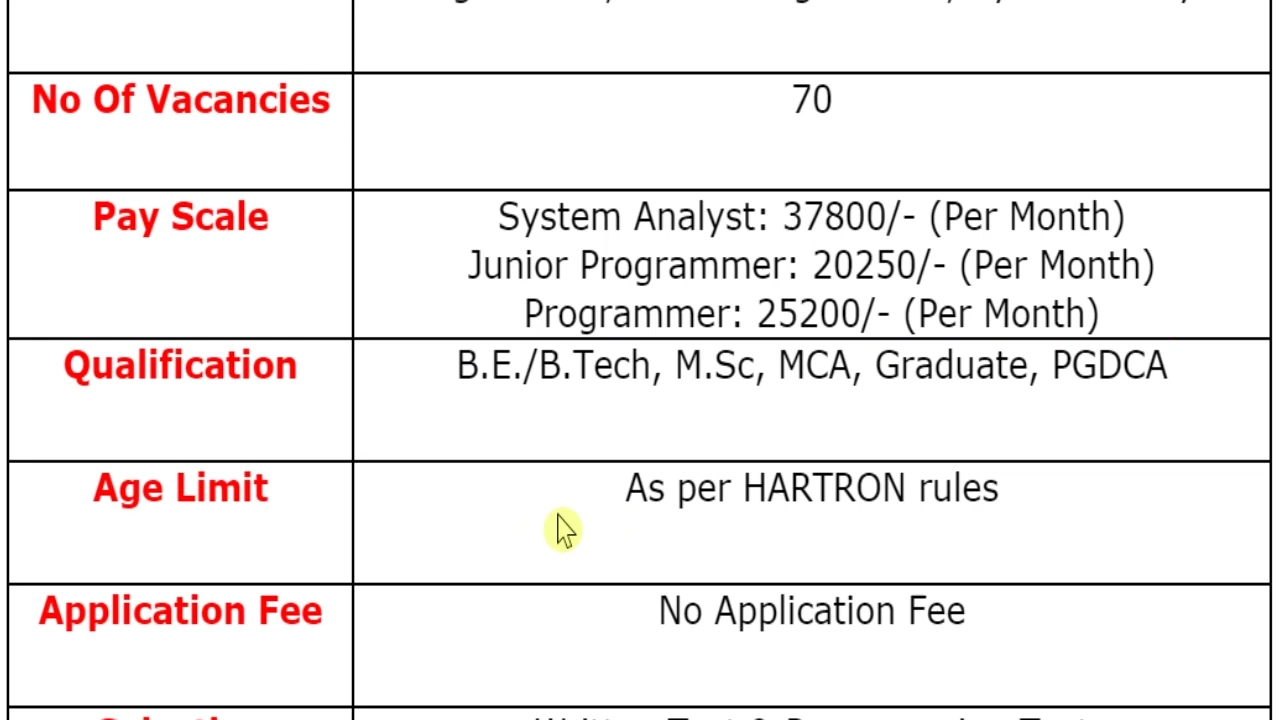 No Of Vacancies
70
Pay Scale
System Analyst: 37800/- (Per Month)
Junior Programmer: 20250/- (Per Month)
Programmer: 25200/- (Per Month)
Qualification
B.E./B.Tech, M.Sc, MCA, Graduate, PGDCA
Age Limit
As per HARTRON rules
Application Fee
No Application Fee